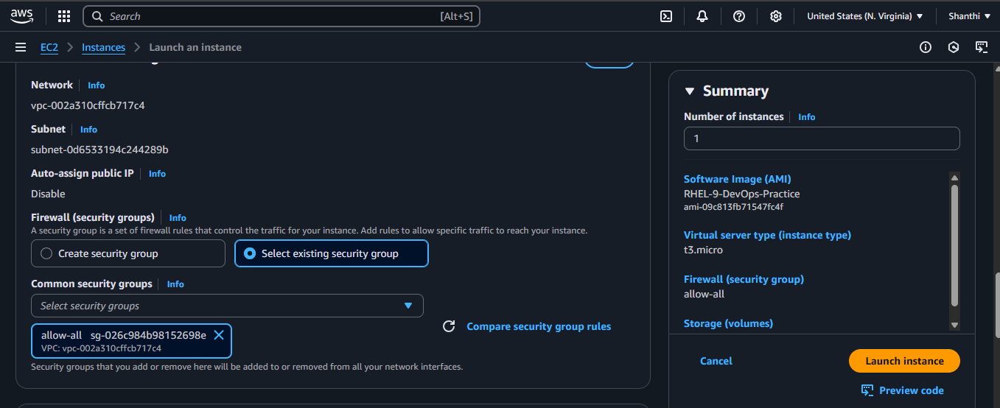 aws
Search [Alt+S]
United States (N. Virginia)
Shanthi
EC2 > Instances > Launch an instance
Network Info
vpc-002a310cffcb717c4
Subnet Info
subnet-0d6533194c244289b
Auto-assign public IP Info
Disable
Firewall (security groups) Info
A security group is a set of firewall rules that control the traffic for your instance. Add rules to allow specific traffic to reach your instance.
Create security group
Select existing security group
Common security groups Info
Select security groups
allow-all sg-026c984b98152698e
VPC: vpc-002a310cffcb717c4
Compare security group rules
Security groups that you add or remove here will be added to or removed from all your network interfaces.
Summary
Number of instances Info
1
Software Image (AMI)
RHEL-9-DevOps-Practice
ami-09c813fb71547fc4f
Virtual server type (instance type)
t3.micro
Firewall (security group)
allow-all
Storage (volumes)
Cancel
Launch instance
Preview code